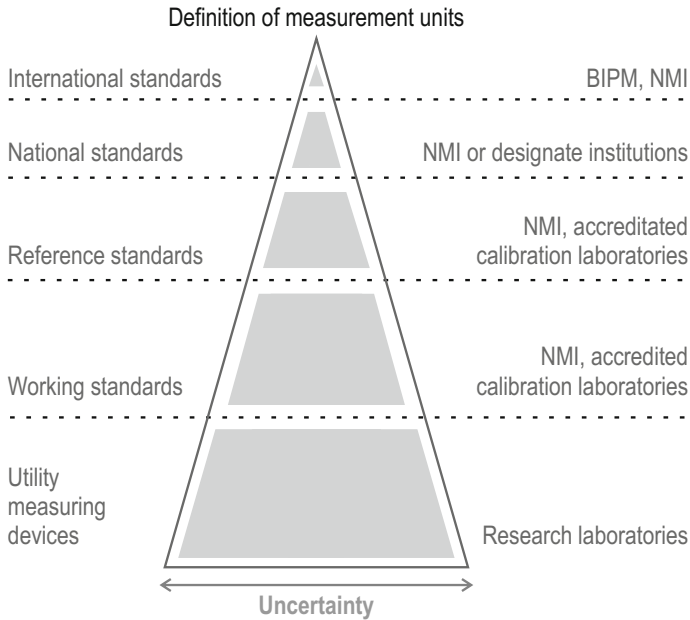 Definition of measurement units
International standards
BIPM, NMI
National standards
NMI or designate institutions
Reference standards
NMI, accreditated
calibration laboratories
Working standards
NMI, accredited
calibration laboratories
Utility
measuring
devices
Research laboratories
Uncertainty